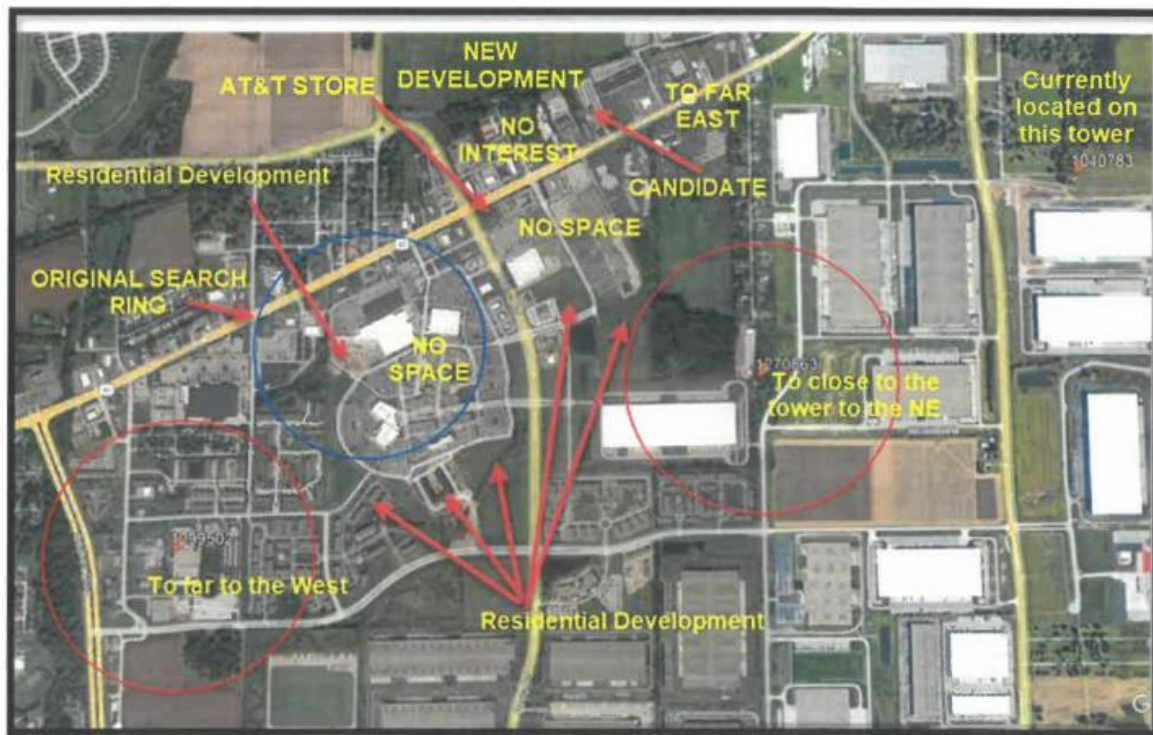 NEW
DEVELOPMENT
Currently
located on
this tower
1040783
AT&T STORE
TO FAR
EAST
NO
INTEREST
Residential Development
CANDIDATE
NO SPACE
ORIGINAL SEARCH
RING
NO
SPACE
To close to the
tower to the NE
To far to the West
Residential Development
G